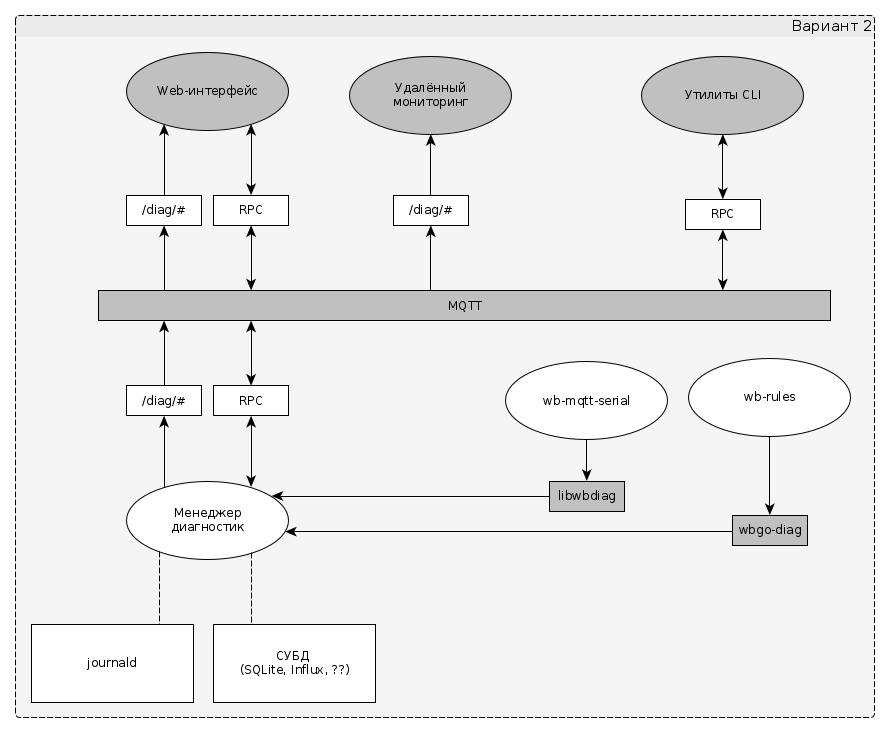 Вариант 2
Web-интерфейс
Удалённый
мониторинг
Утилиты CLI
/diag/#
RPC
/diag/#
RPC
MQTT
/diag/#
RPC
wb-mqtt-serial
wb-rules
libwbdiag
wbgo-diag
Менеджер
диагностик
journald
СУБД
(SQLite, Influx, ??)